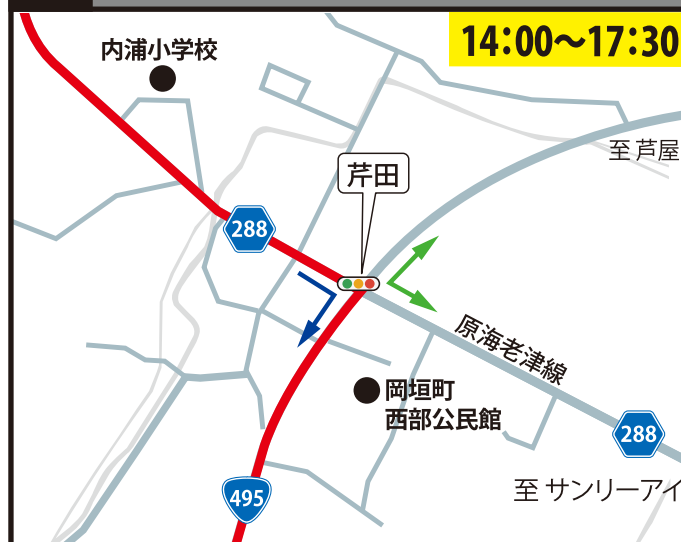 14:00〜17:30
内浦小学校
至 芦屋
芹田
288
原海老津線
岡垣町
西部公民館
288
至 サンリーアイ
495